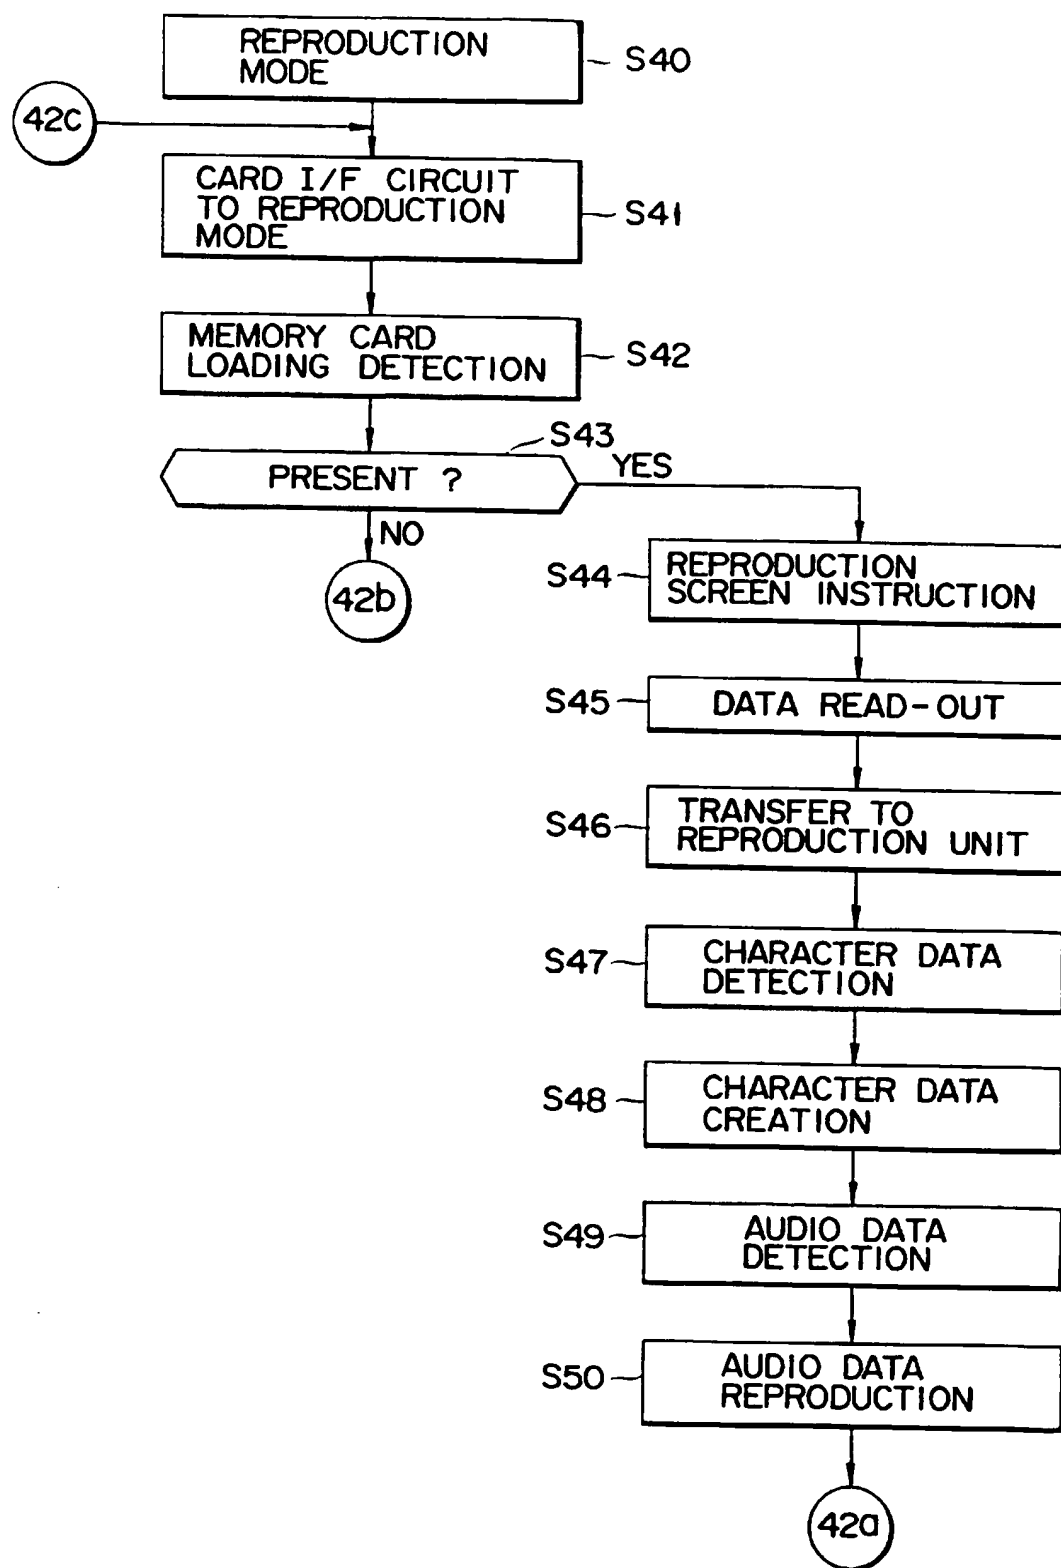 REPRODUCTION
MODE
S40
42c
CARD I/F CIRCUIT
TO REPRODUCTION
MODE
S41
MEMORY CARD
LOADING DETECTION
S42
S43
PRESENT ?
YES
NO
42b
S44
REPRODUCTION
SCREEN INSTRUCTION
S45
DATA READ-OUT
S46
TRANSFER TO
REPRODUCTION UNIT
S47
CHARACTER DATA
DETECTION
S48
CHARACTER DATA
CREATION
S49
AUDIO DATA
DETECTION
S50
AUDIO DATA
REPRODUCTION
42a